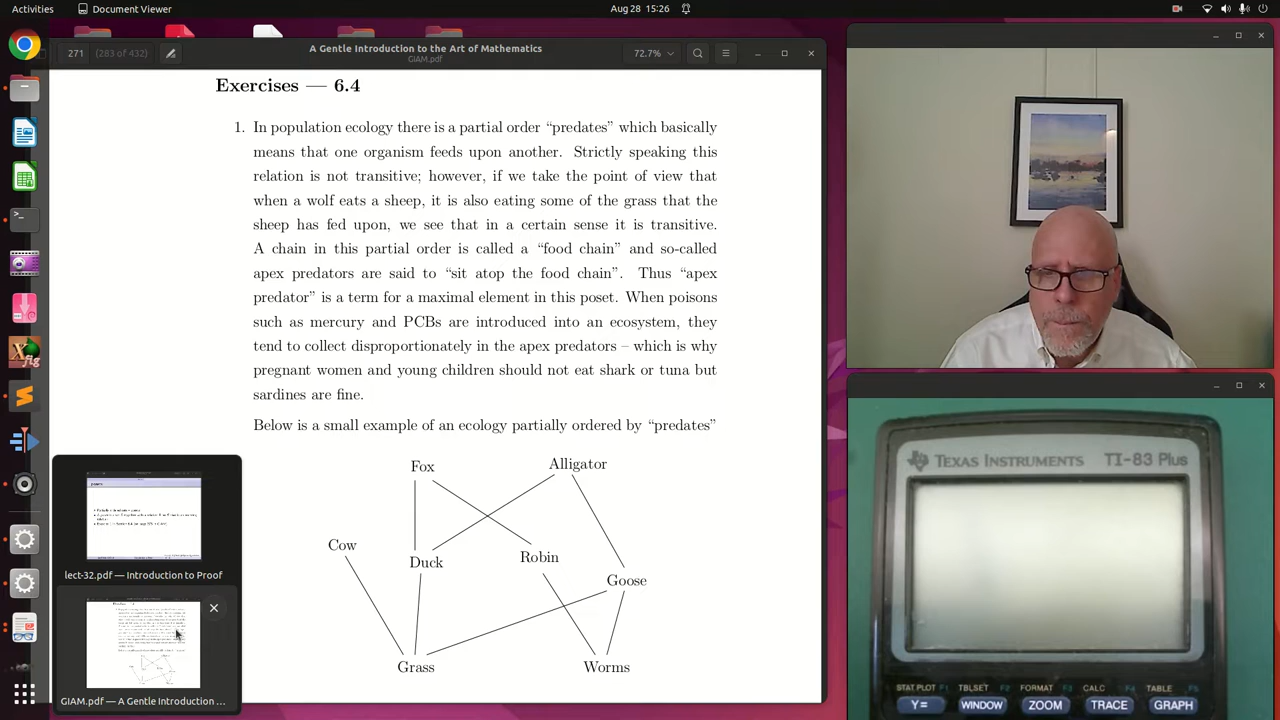 Activities
Document Viewer
Aug 28 15:26
271
(283 of 432)
A Gentle Introduction to the Art of Mathematics
GIAM.pdf
72.7%
Exercises — 6.4
1. In population ecology there is a partial order “predates” which basically
means that one organism feeds upon another. Strictly speaking this
relation is not transitive; however, if we take the point of view that
when a wolf eats a sheep, it is also eating some of the grass that the
sheep has fed upon, we see that in a certain sense it is transitive.
A chain in this partial order is called a “food chain” and so-called
apex predators are said to “sit atop the food chain”. Thus “apex
predator” is a term for a maximal element in this poset. When poisons
such as mercury and PCBs are introduced into an ecosystem, they
tend to collect disproportionately in the apex predators – which is why
pregnant women and young children should not eat shark or tuna but
sardines are fine.
Below is a small example of an ecology partially ordered by “predates”
Fox
Alligator
Cow
Duck
Robin
Goose
Grass
Worms
lect-32.pdf — Introduction to Proof
GIAM.pdf — A Gentle Introduction ...
TEXAS INSTRUMENTS TI-83 Plus
STAT PLOT F1 TBLSET F2 FORMAT F3 CALC F4 TABLE F5
Y= WINDOW ZOOM TRACE GRAPH